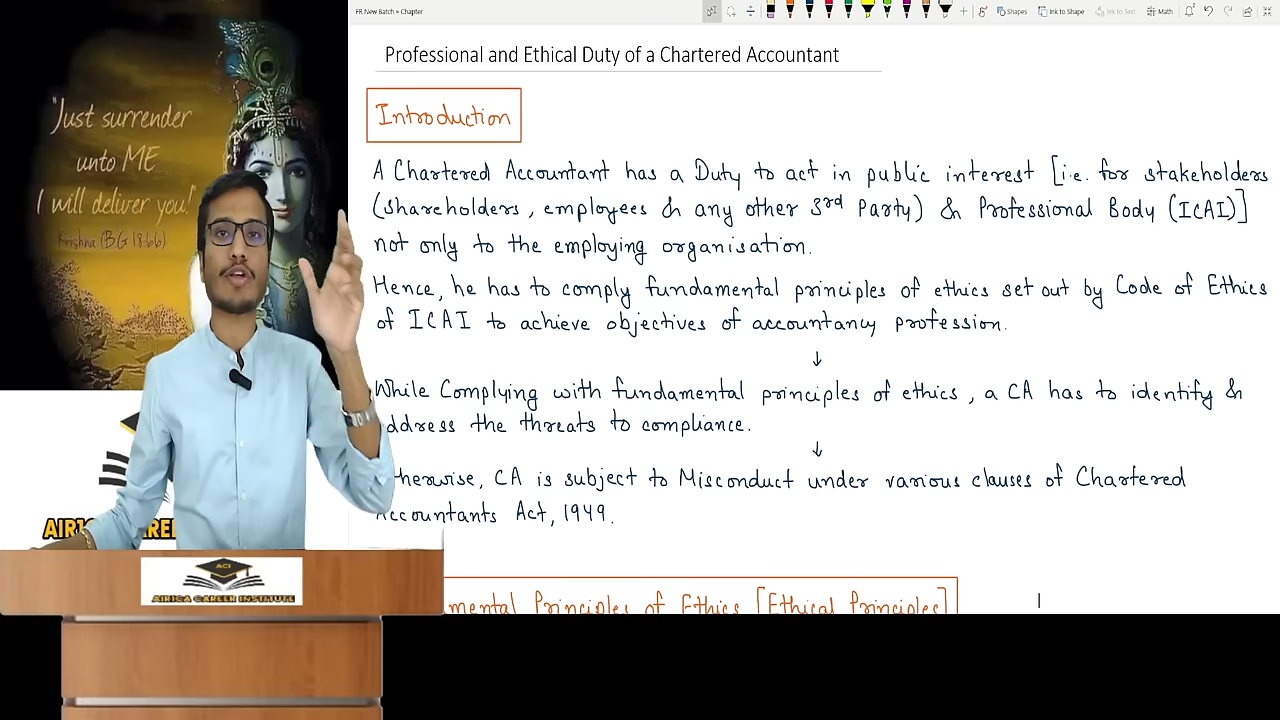 FR New Batch » Chapter
Shapes
Ink to Shape
Ink to Text
Math
Professional and Ethical Duty of a Chartered Accountant
Introduction
A Chartered Accountant has a Duty to act in public interest [i.e. for stakeholders
(shareholders, employees & any other 3rd Party) & Professional Body (ICAI)]
not only to the employing organisation.
Hence, he has to comply fundamental principles of ethics set out by Code of Ethics
of ICAI to achieve objectives of accountancy profession.
↓
While Complying with fundamental principles of ethics, a CA has to identify &
ddress the threats to compliance.
↓
herwise, CA is subject to Misconduct under various clauses of Chartered
ccountants Act, 1949.
mental Principles of Ethics [Ethical Principles]
"Just surrender
unto ME
I will deliver you!"
Krishna (BG 18:66)
ACI
AIR1CA CAREER INSTITUTE